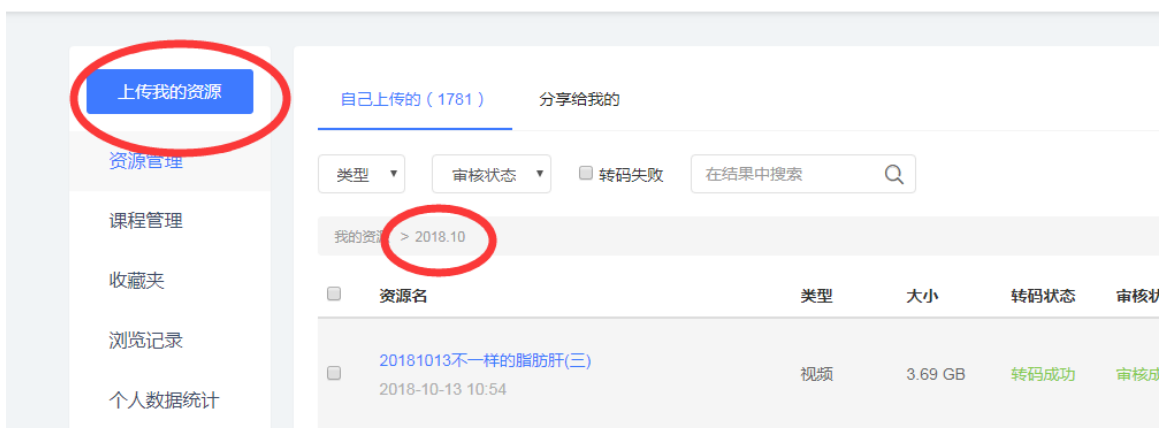 上传我的资源
资源管理
课程管理
收藏夹
浏览记录
个人数据统计
自己上传的（1781）
分享给我的
类型
审核状态
转码失败
在结果中搜索
我的资 > 2018.10
资源名 类型 大小 转码状态 审核
20181013不一样的脂肪肝(三) 视频 3.69 GB 转码成功 审核
2018-10-13 10:54